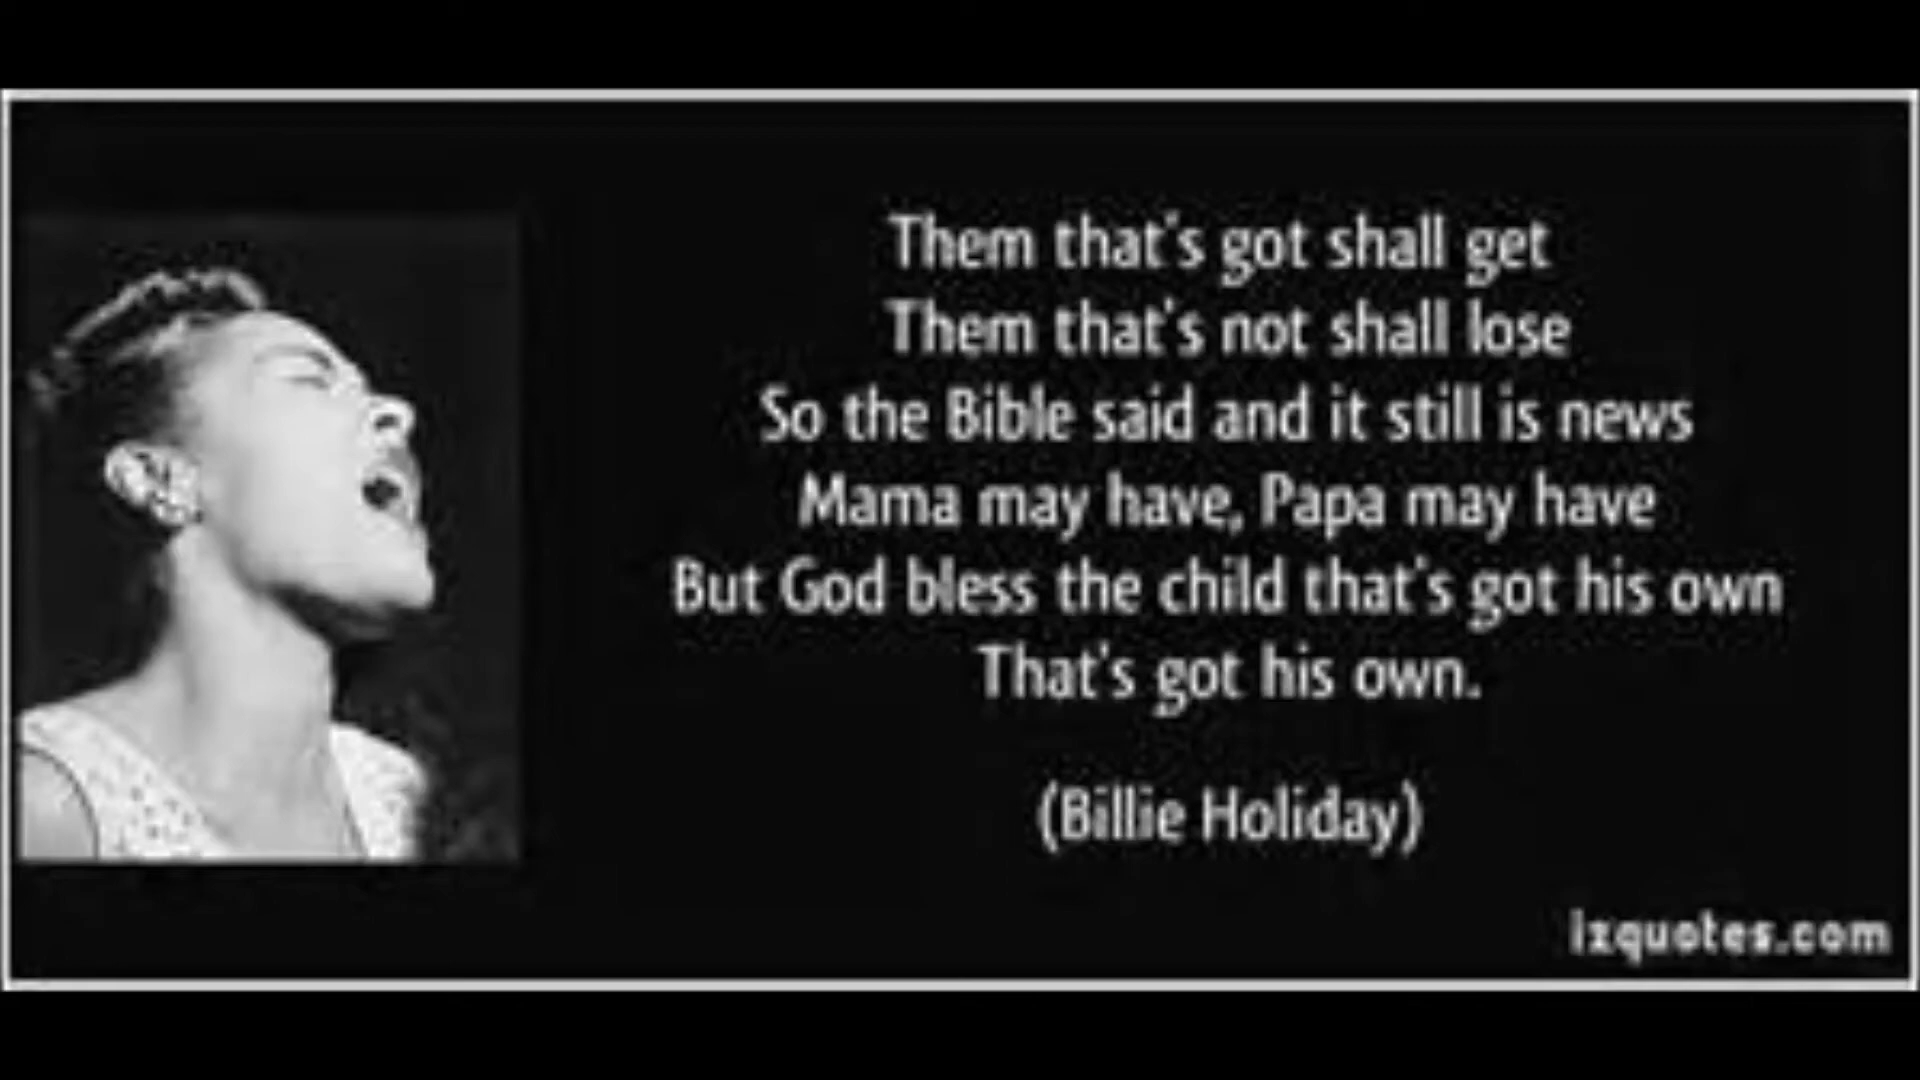 Them that's got shall get
Them that's not shall lose
So the Bible said and it still is news
Mama may have, Papa may have
But God bless the child that's got his own
That's got his own.
(Billie Holiday)
izquotes.com